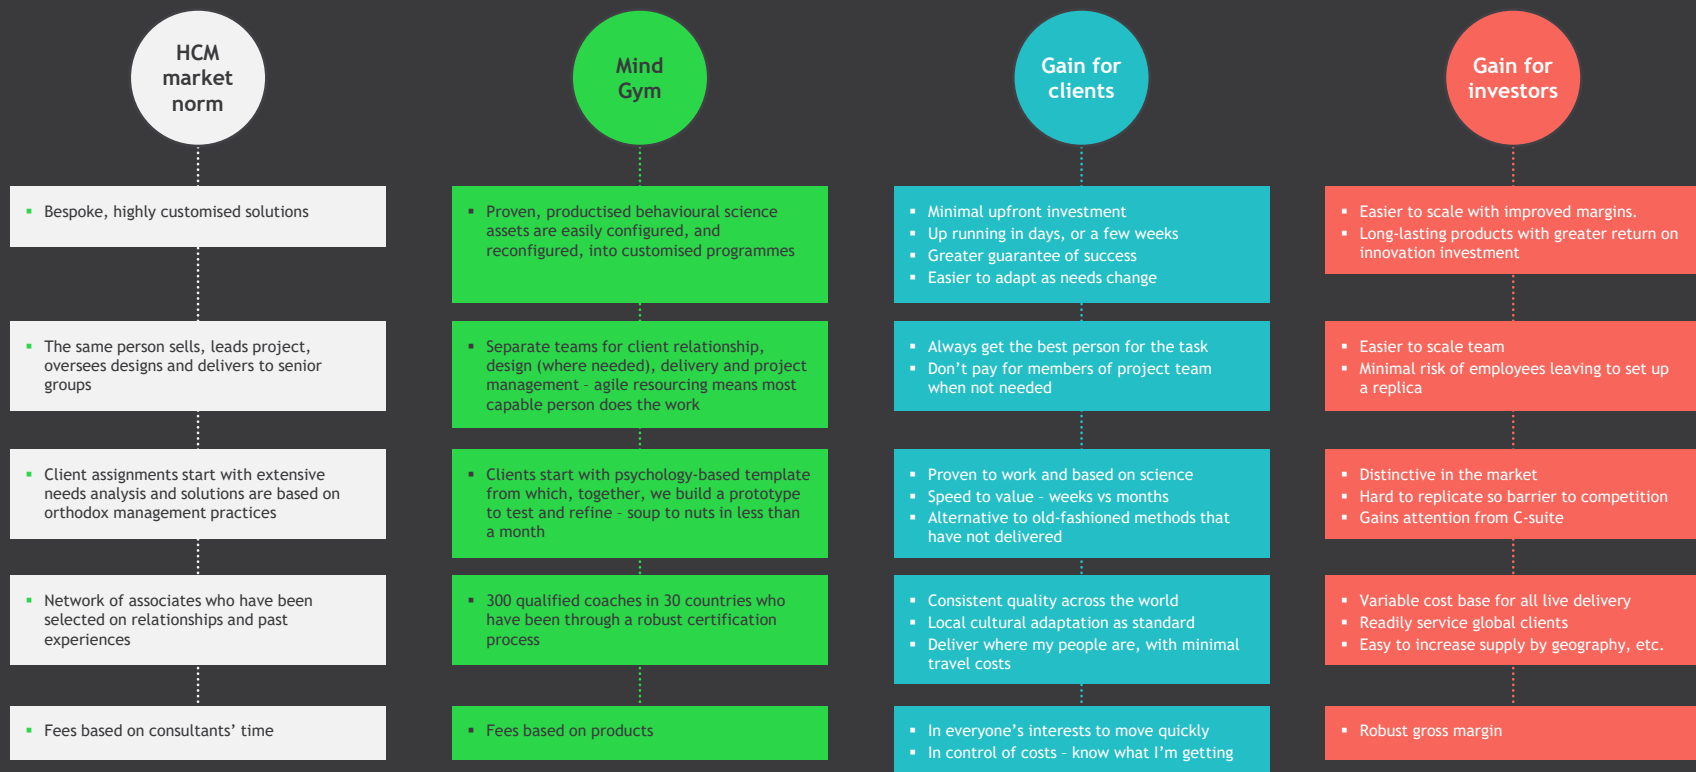 HCM
market
norm
Mind
Gym
Gain for
clients
Gain for
investors
▪ Bespoke, highly customised solutions
▪ Proven, productised behavioural science
assets are easily configured, and
reconfigured, into customised programmes
▪ Minimal upfront investment
▪ Up running in days, or a few weeks
▪ Greater guarantee of success
▪ Easier to adapt as needs change
▪ Easier to scale with improved margins.
▪ Long-lasting products with greater return on
innovation investment
▪ The same person sells, leads project,
oversees designs and delivers to senior
groups
▪ Separate teams for client relationship,
design (where needed), delivery and project
management – agile resourcing means most
capable person does the work
▪ Always get the best person for the task
▪ Don’t pay for members of project team
when not needed
▪ Easier to scale team
▪ Minimal risk of employees leaving to set up
a replica
▪ Client assignments start with extensive
needs analysis and solutions are based on
orthodox management practices
▪ Clients start with psychology-based template
from which, together, we build a prototype
to test and refine – soup to nuts in less than
a month
▪ Proven to work and based on science
▪ Speed to value – weeks vs months
▪ Alternative to old-fashioned methods that
have not delivered
▪ Distinctive in the market
▪ Hard to replicate so barrier to competition
▪ Gains attention from C-suite
▪ Network of associates who have been
selected on relationships and past
experiences
▪ 300 qualified coaches in 30 countries who
have been through a robust certification
process
▪ Consistent quality across the world
▪ Local cultural adaptation as standard
▪ Deliver where my people are, with minimal
travel costs
▪ Variable cost base for all live delivery
▪ Readily service global clients
▪ Easy to increase supply by geography, etc.
▪ Fees based on consultants’ time
▪ Fees based on products
▪ In everyone’s interests to move quickly
▪ In control of costs – know what I’m getting
▪ Robust gross margin